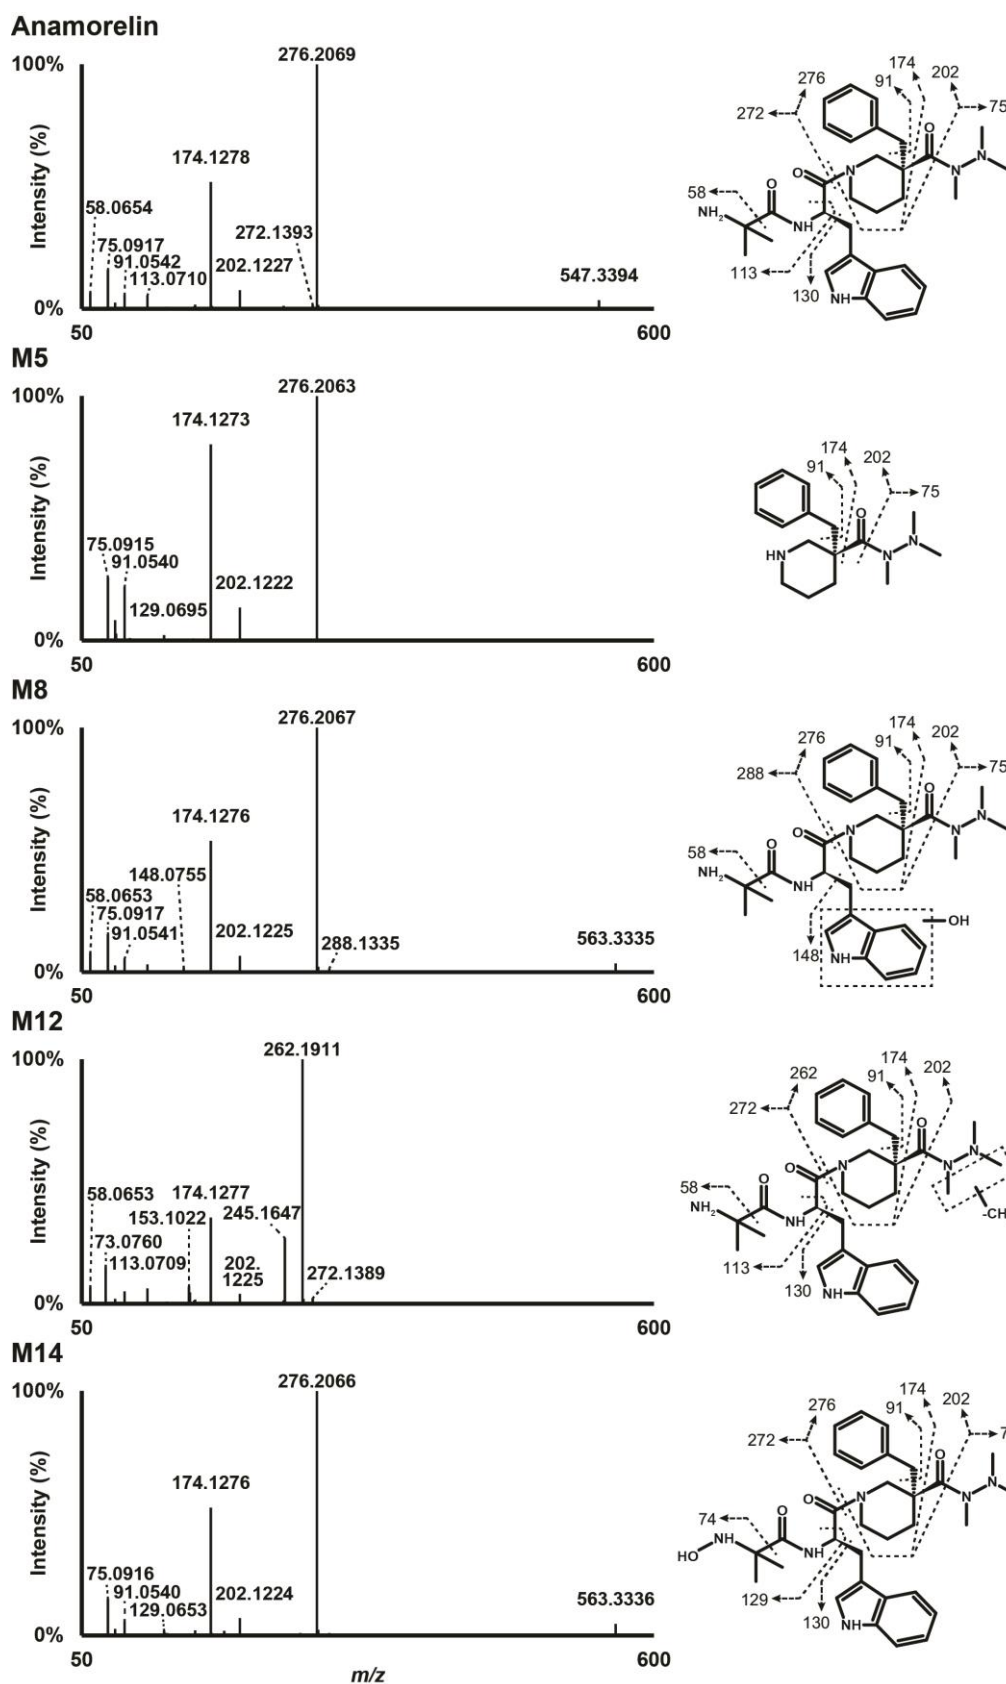 Anamorelin
100%
Intensity (%)
0%
50
600
58.0654
75.0917
91.0542
113.0710
174.1278
202.1227
272.1393
276.2069
547.3394
272
276
91
174
202
75
58
113
130
O
O
O
N
N
N
NH₂
NH
NH
M5
100%
Intensity (%)
0%
50
600
75.0915
91.0540
129.0695
174.1273
202.1222
276.2063
91
174
202
75
O
HN
N
N
M8
100%
Intensity (%)
0%
50
600
58.0653
75.0917
91.0541
148.0755
174.1276
202.1225
276.2067
288.1335
563.3335
288
276
91
174
202
75
58
148
O
O
O
N
N
N
NH₂
NH
NH
OH
M12
100%
Intensity (%)
0%
50
600
58.0653
73.0760
113.0709
153.1022
174.1277
202.
1225
245.1647
262.1911
272.1389
272
262
91
174
202
58
113
130
O
O
O
N
N
N
NH₂
NH
NH
-CH
M14
100%
Intensity (%)
0%
50
600
75.0916
91.0540
129.0653
174.1276
202.1224
276.2066
563.3336
m/z
272
276
91
174
202
7
74
129
130
O
O
O
N
N
N
HO
NH
NH
NH